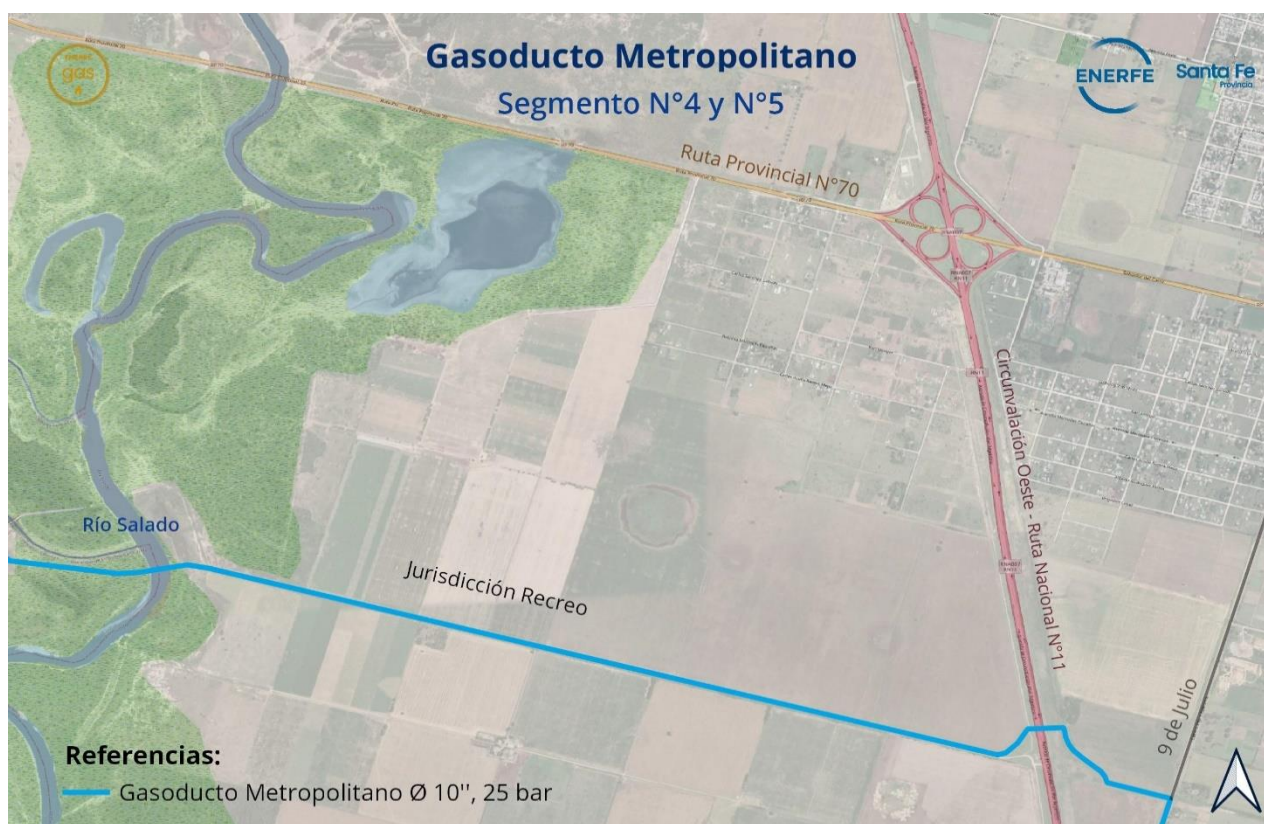 Gasoducto Metropolitano
Segmento N°4 y N°5
gas
ENERFE
Santa Fe
Provincia
Ruta Provincial N°70
Circunvalación Oeste - Ruta Nacional N°11
Río Salado
Jurisdicción Recreo
9 de Julio
Referencias:
Gasoducto Metropolitano Ø 10'', 25 bar